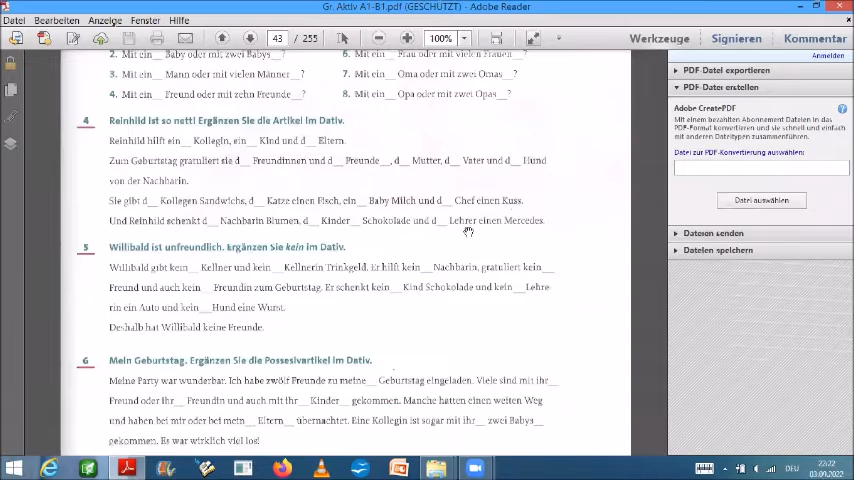 Gr. Aktiv A1-B1.pdf (GESCHÜTZT) - Adobe Reader
Datei Bearbeiten Anzeige Fenster Hilfe
43 / 255 100% Werkzeuge Signieren Kommentar
Anmelden
2. Mit ein__ Baby oder mit zwei Babys__? 6. Mit ein__ Frau oder mit vielen Frauen__?
3. Mit ein__ Mann oder mit vielen Männer__? 7. Mit ein__ Oma oder mit zwei Omas__?
4. Mit ein__ Freund oder mit zehn Freunde__? 8. Mit ein__ Opa oder mit zwei Opas__?
4 Reinhild ist so nett! Ergänzen Sie die Artikel im Dativ.
Reinhild hilft ein__ Kollegin, ein__ Kind und d__ Eltern.
Zum Geburtstag gratuliert sie d__ Freundinnen und d__ Freunde__, d__ Mutter, d__ Vater und d__ Hund
von der Nachbarin.
Sie gibt d__ Kollegen Sandwichs, d__ Katze einen Fisch, ein__ Baby Milch und d__ Chef einen Kuss.
Und Reinhild schenkt d__ Nachbarin Blumen, d__ Kinder__ Schokolade und d__ Lehrer einen Mercedes.
5 Willibald ist unfreundlich. Ergänzen Sie kein im Dativ.
Willibald gibt kein__ Kellner und kein__ Kellnerin Trinkgeld. Er hilft kein__ Nachbarin, gratuliert kein__
Freund und auch kein__ Freundin zum Geburtstag. Er schenkt kein__ Kind Schokolade und kein__ Lehre
rin ein Auto und kein__ Hund eine Wurst.
Deshalb hat Willibald keine Freunde.
6 Mein Geburtstag. Ergänzen Sie die Possesivartikel im Dativ.
Meine Party war wunderbar. Ich habe zwölf Freunde zu meine__ Geburtstag eingeladen. Viele sind mit ihr__
Freund oder ihr__ Freundin und auch mit ihr__ Kinder__ gekommen. Manche hatten einen weiten Weg
und haben bei mir oder bei mein__ Eltern__ übernachtet. Eine Kollegin ist sogar mit ihr__ zwei Babys__
gekommen. Es war wirklich viel los!
PDF-Datei exportieren
PDF-Datei erstellen
Adobe CreatePDF
Mit einem bezahlten Abonnement Dateien in das
PDF-Format konvertieren und sie schnell und einfach
mit anderen Dateitypen zusammenführen.
Datei zur PDF-Konvertierung auswählen:
Datei auswählen
Dateien senden
Dateien speichern
DEU
22:22
03.09.2022